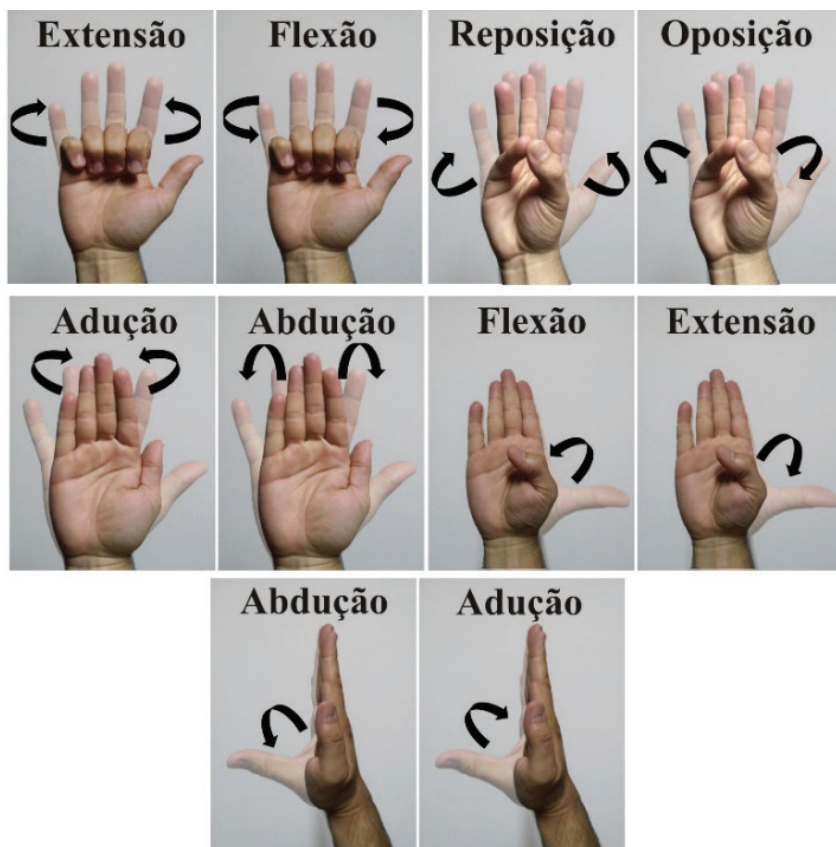 Extensão
Flexão
Reposição
Oposição
Adução
Abdução
Flexão
Extensão
Abdução
Adução